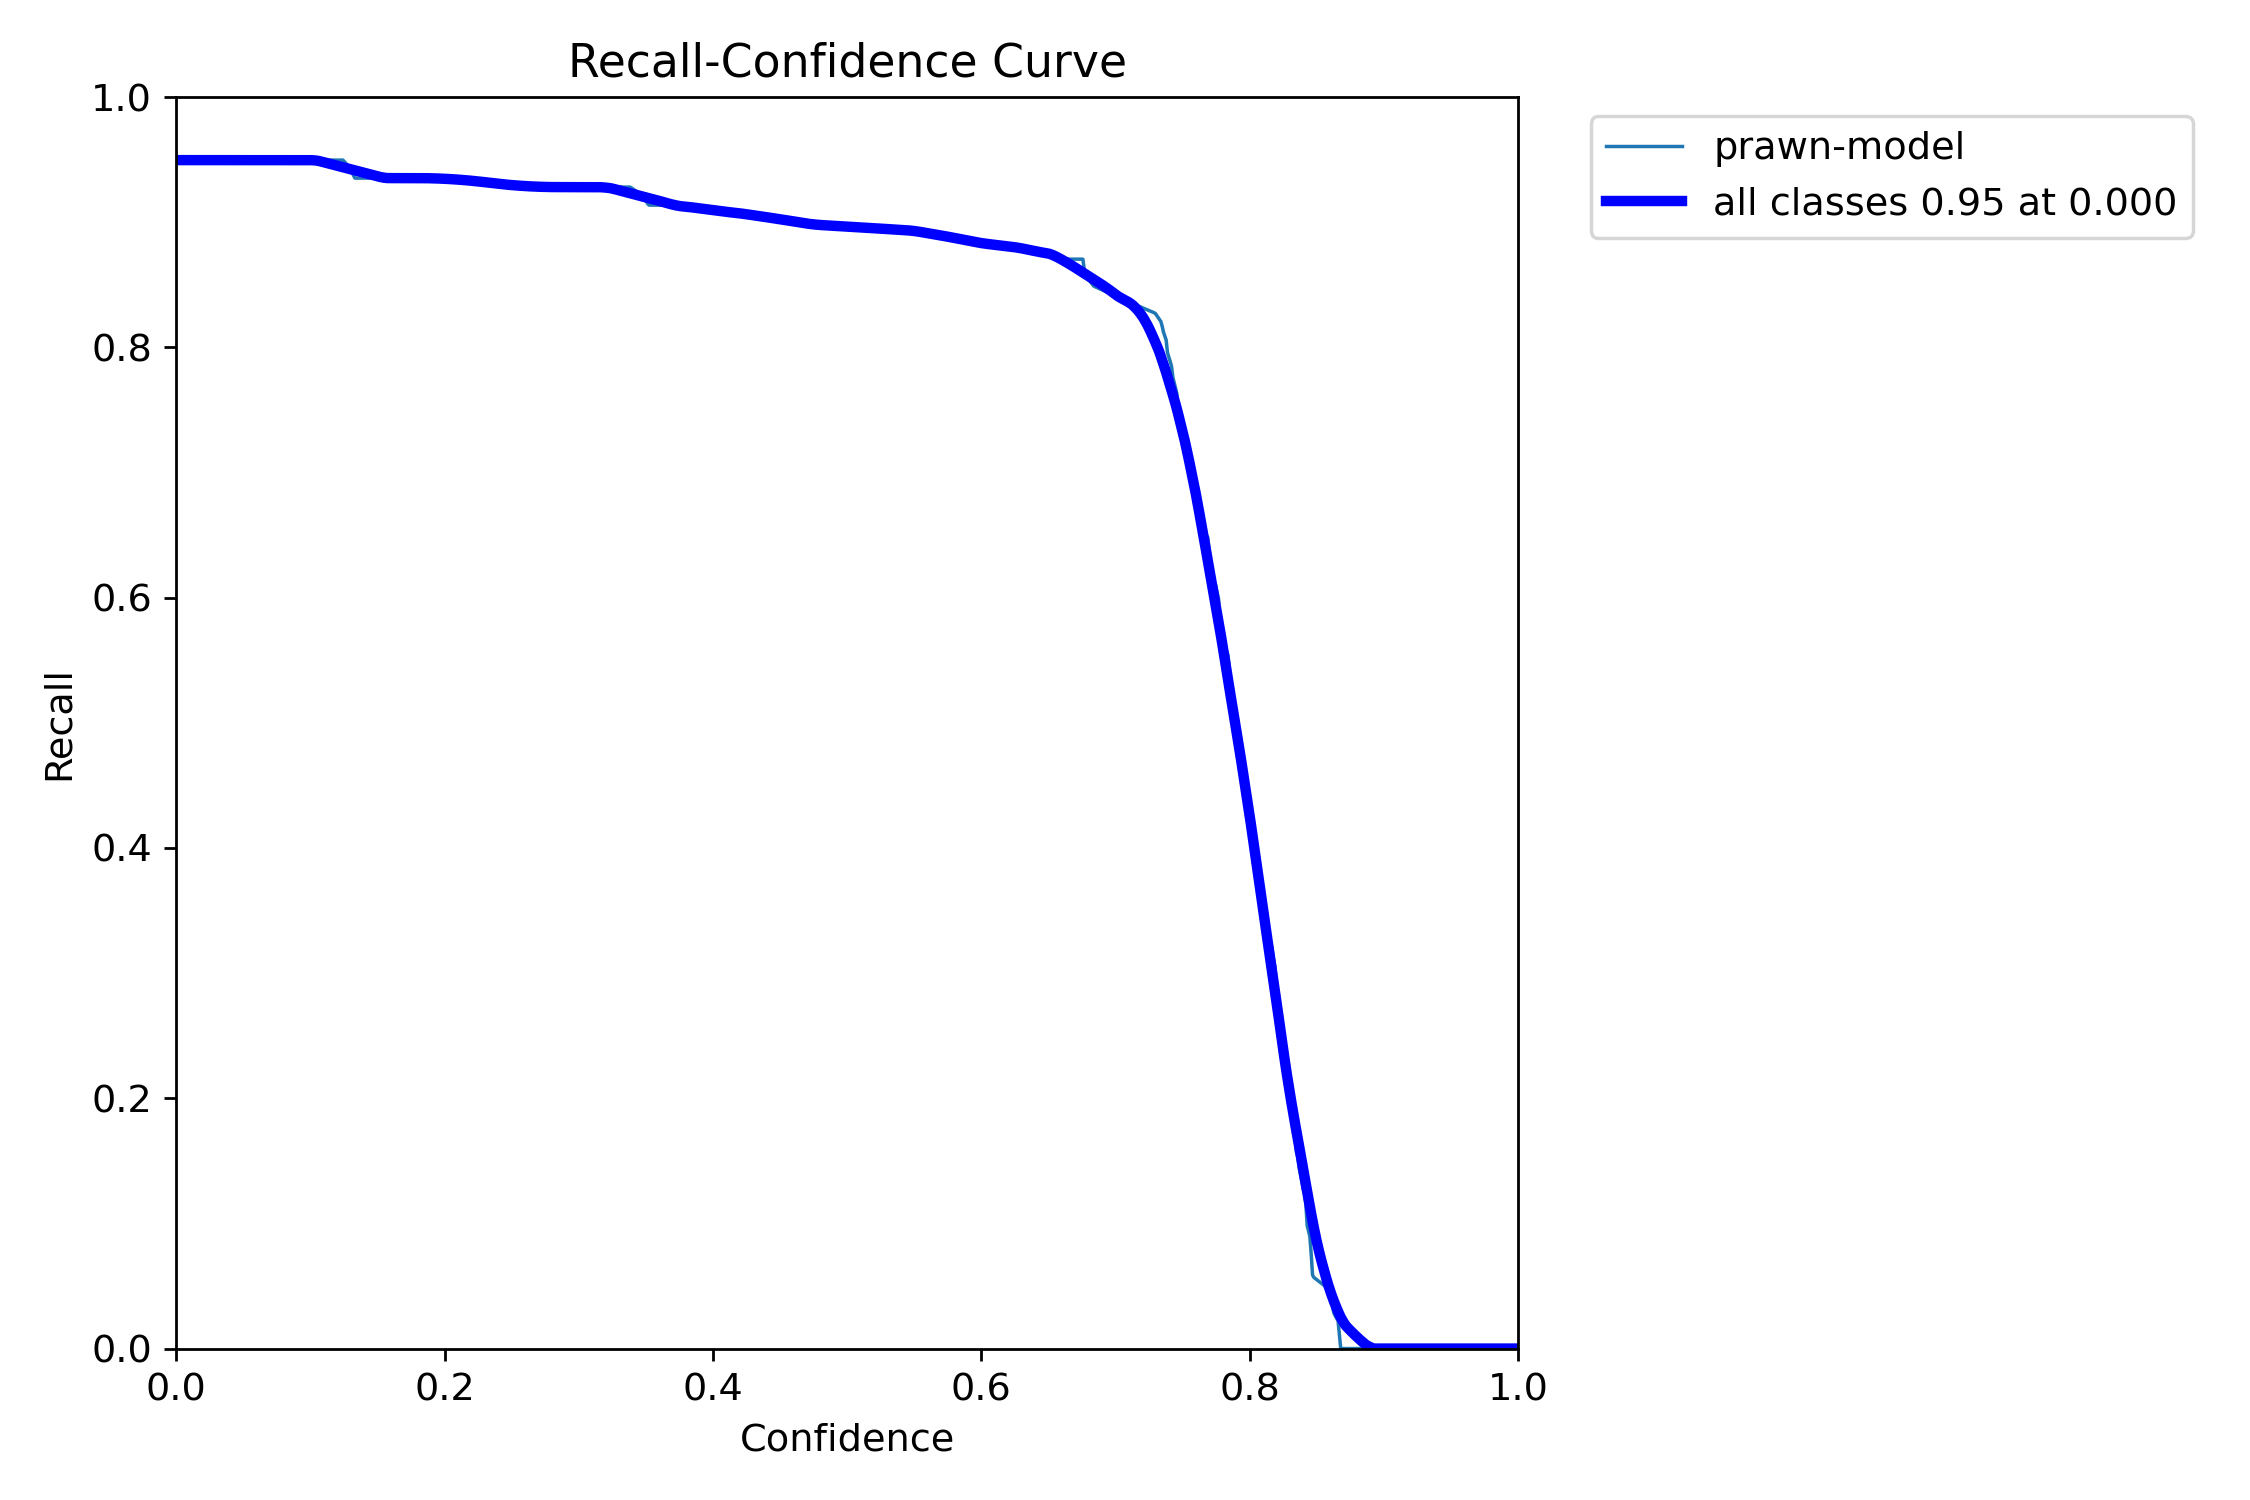 Recall-Confidence Curve
1.0
0.8
0.6
0.4
0.2
0.0
Recall
0.0 0.2 0.4 0.6 0.8 1.0
Confidence
prawn-model
all classes 0.95 at 0.000